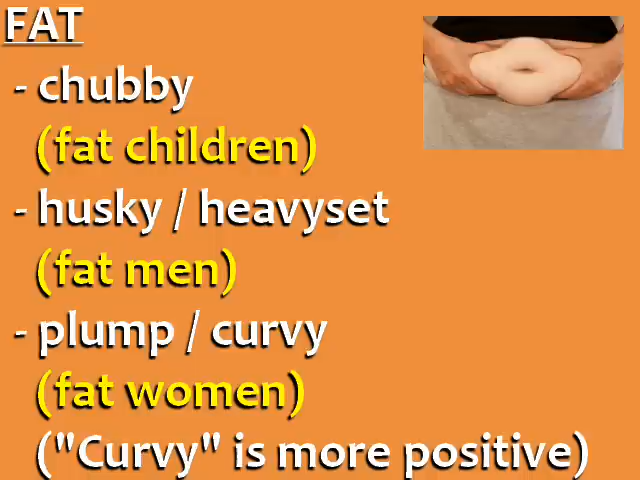 FAT
- chubby
(fat children)
- husky / heavyset
(fat men)
- plump / curvy
(fat women)
("Curvy" is more positive)